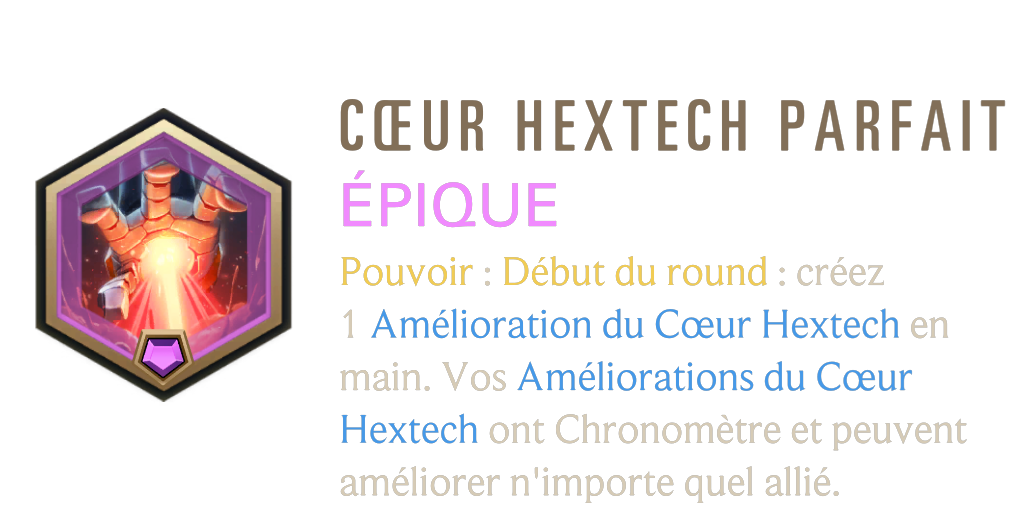 CŒUR HEXTECH PARFAIT
ÉPIQUE
Pouvoir : Début du round : créez
1 Amélioration du Cœur Hextech en
main. Vos Améliorations du Cœur
Hextech ont Chronomètre et peuvent
améliorer n'importe quel allié.